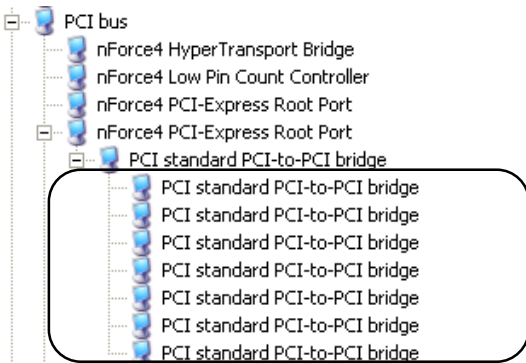 PCI bus
nForce4 HyperTransport Bridge
nForce4 Low Pin Count Controller
nForce4 PCI-Express Root Port
nForce4 PCI-Express Root Port
PCI standard PCI-to-PCI bridge
PCI standard PCI-to-PCI bridge
PCI standard PCI-to-PCI bridge
PCI standard PCI-to-PCI bridge
PCI standard PCI-to-PCI bridge
PCI standard PCI-to-PCI bridge
PCI standard PCI-to-PCI bridge
PCI standard PCI-to-PCI bridge